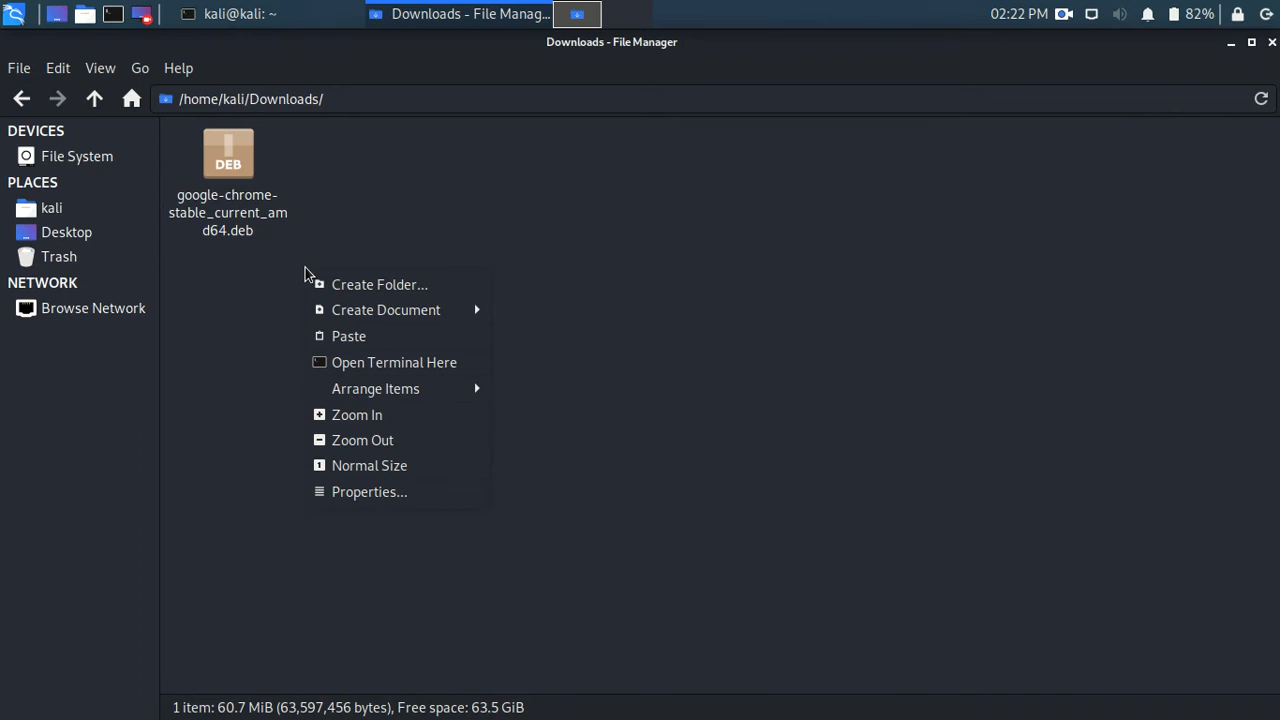 kali@kali: ~
Downloads - File Manag...
02:22 PM
82%
Downloads - File Manager
File Edit View Go Help
/home/kali/Downloads/
DEVICES
File System
PLACES
kali
Desktop
Trash
NETWORK
Browse Network
DEB
google-chrome-
stable_current_am
d64.deb
Create Folder...
Create Document
Paste
Open Terminal Here
Arrange Items
Zoom In
Zoom Out
Normal Size
Properties...
1 item: 60.7 MiB (63,597,456 bytes), Free space: 63.5 GiB